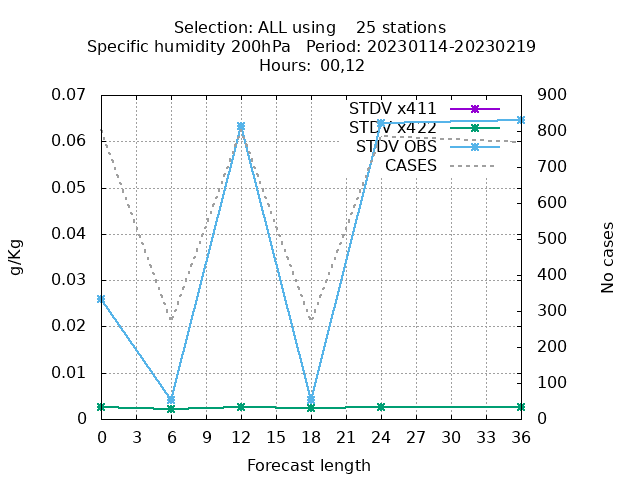 Selection: ALL using 25 stations
Specific humidity 200hPa Period: 20230114-20230219
Hours: 00,12
STDV x411
STDV x422
STDV OBS
CASES
0.07
0.06
0.05
0.04
0.03
0.02
0.01
0
g/Kg
900
800
700
600
500
400
300
200
100
0
No cases
0 3 6 9 12 15 18 21 24 27 30 33 36
Forecast length